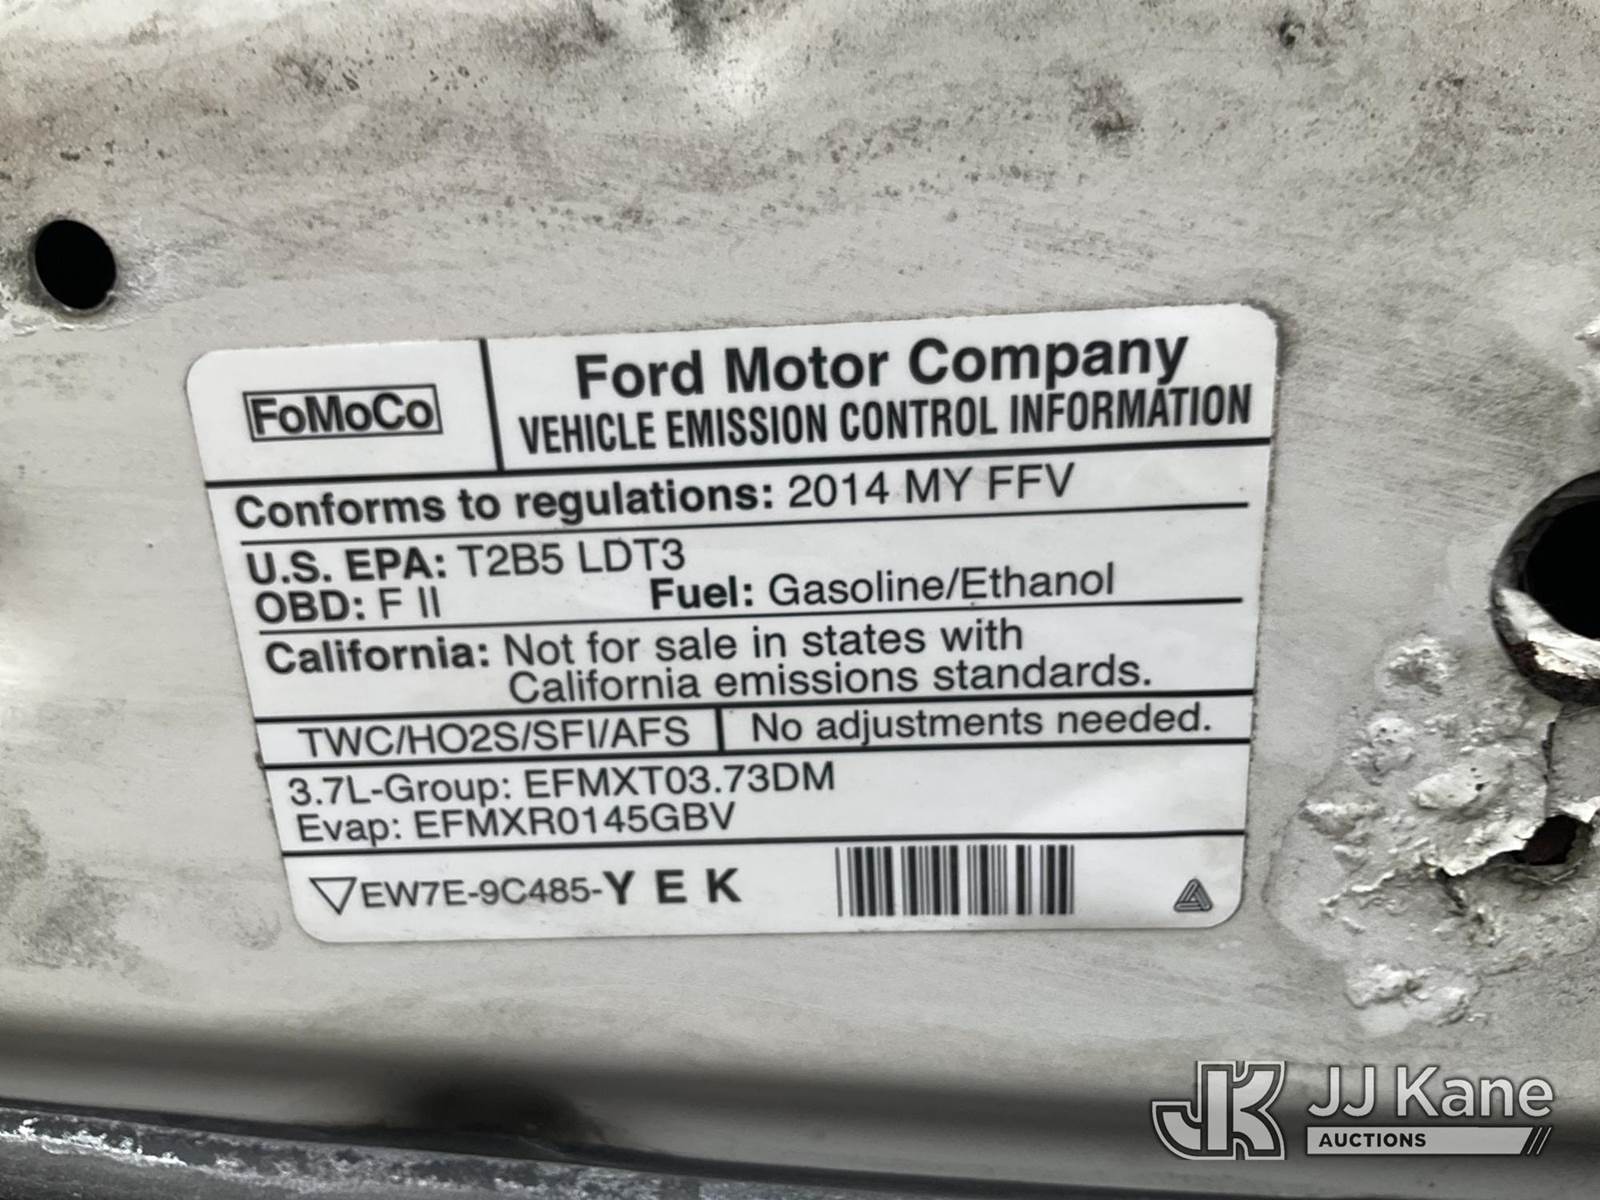 FoMoCo
Ford Motor Company
VEHICLE EMISSION CONTROL INFORMATION
Conforms to regulations: 2014 MY FFV
U.S. EPA: T2B5 LDT3
OBD: F II Fuel: Gasoline/Ethanol
California: Not for sale in states with
California emissions standards.
TWC/HO2S/SFI/AFS No adjustments needed.
3.7L-Group: EFMXT03.73DM
Evap: EFMXR0145GBV
EW7E-9C485-Y E K
JK JJ Kane
AUCTIONS